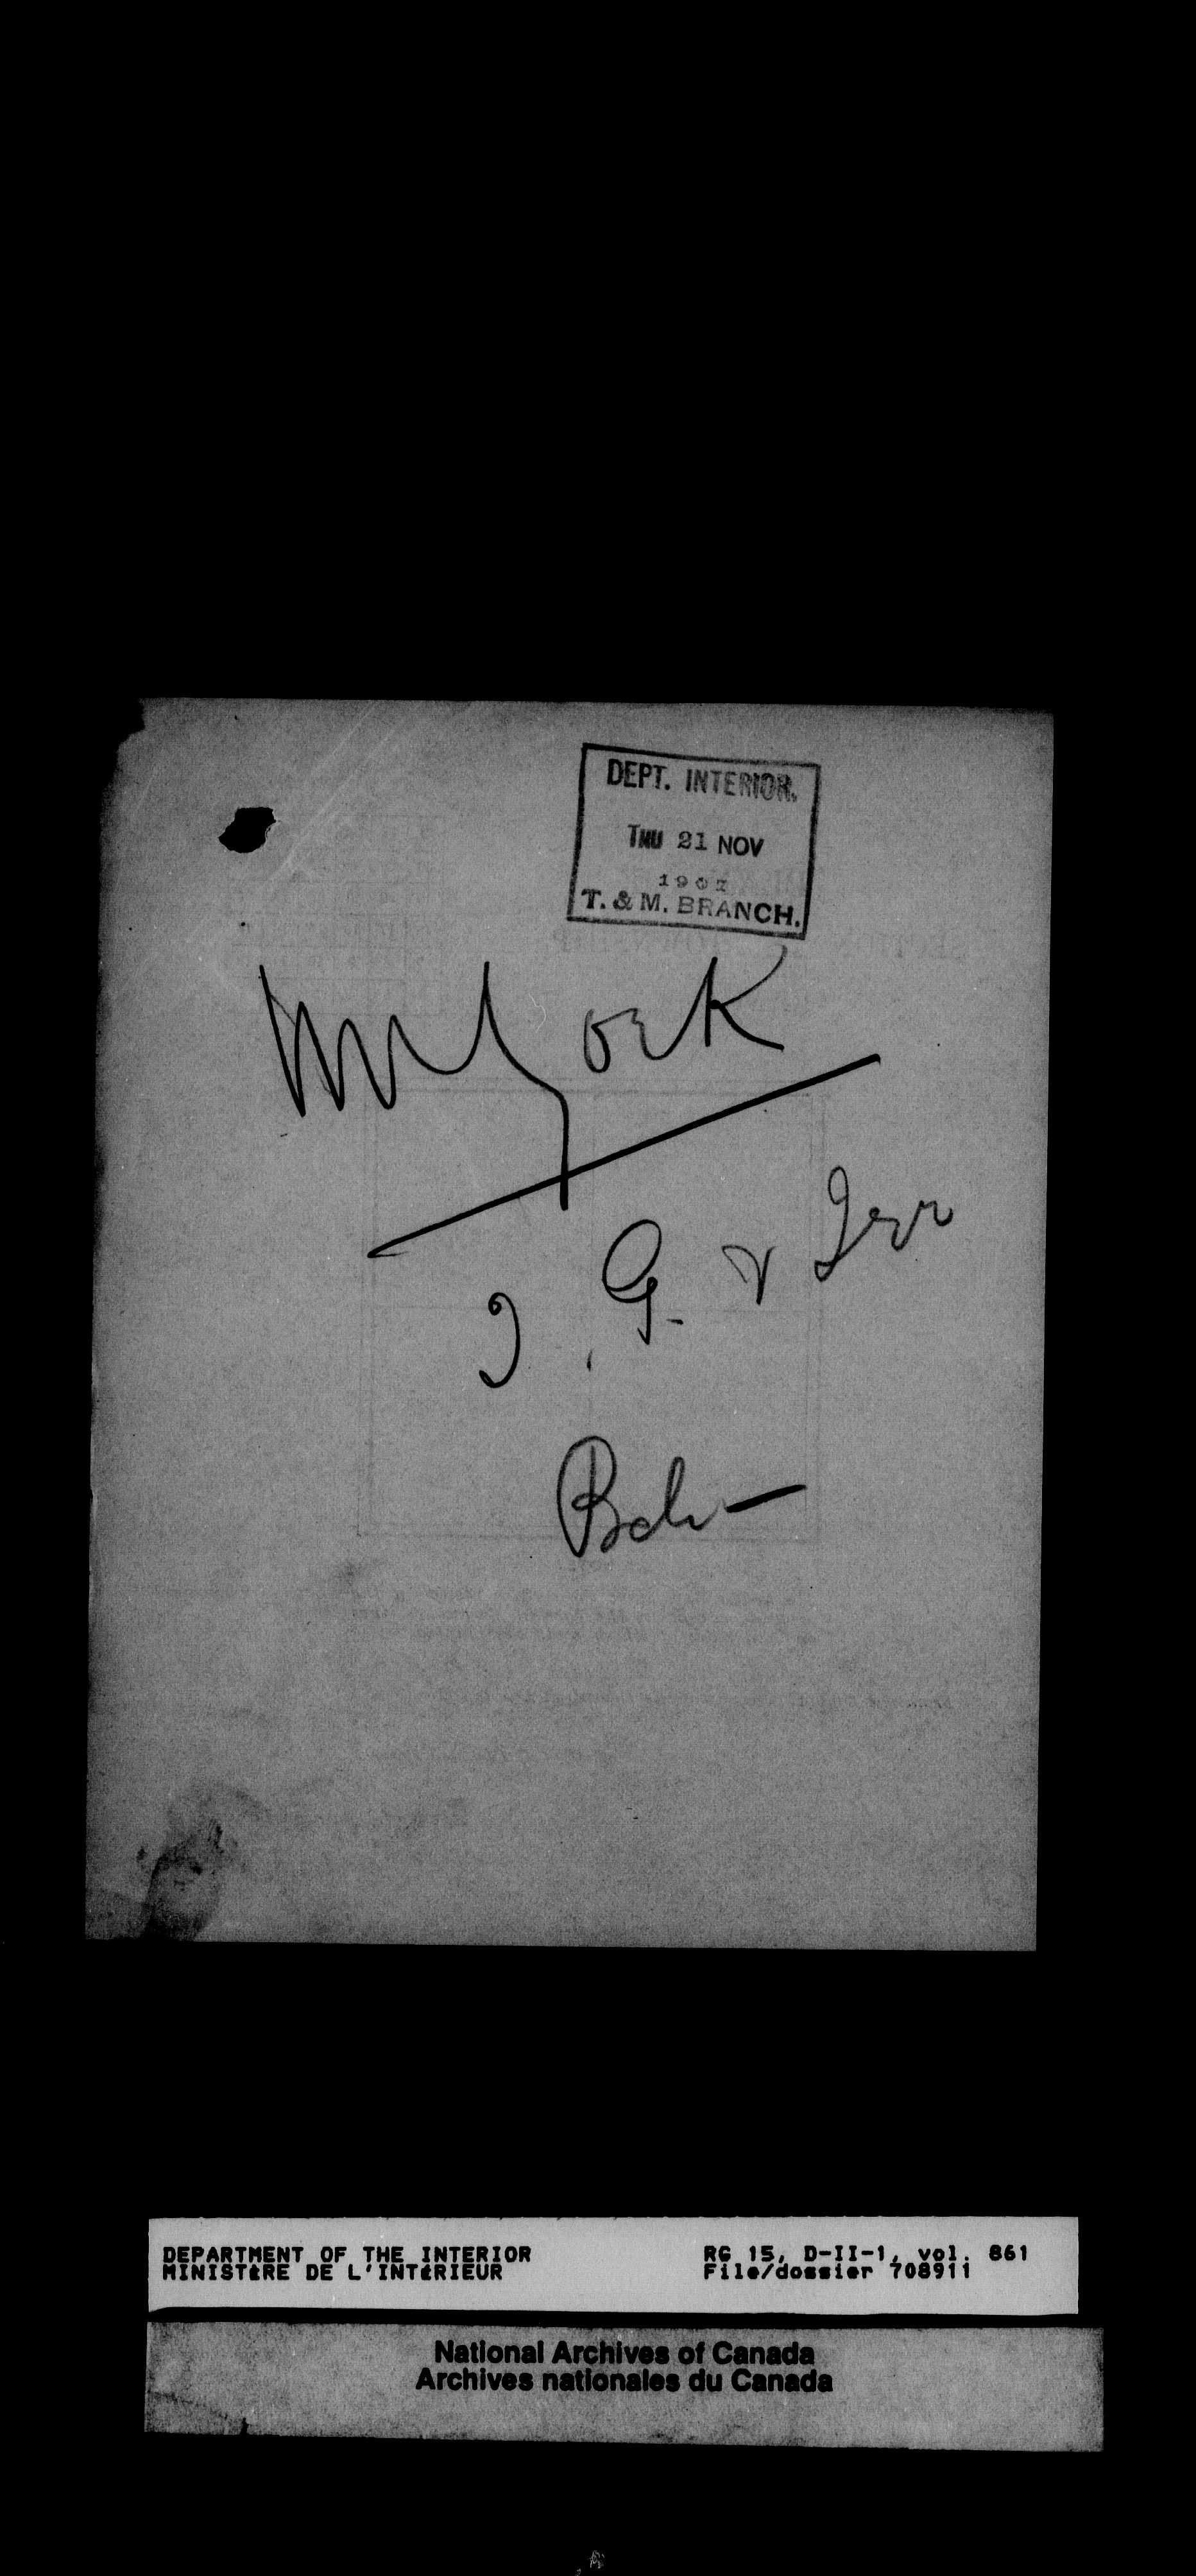 DEPT. INTERIOR.
THU 21 NOV
1907
T. & M. BRANCH.
York
G. &
DEPARTMENT OF THE INTERIOR
MINISTÈRE DE L'INTÉRIEUR
RG 15, D-II-1, vol. 861
File/dossier 708911
National Archives of Canada
Archives nationales du Canada